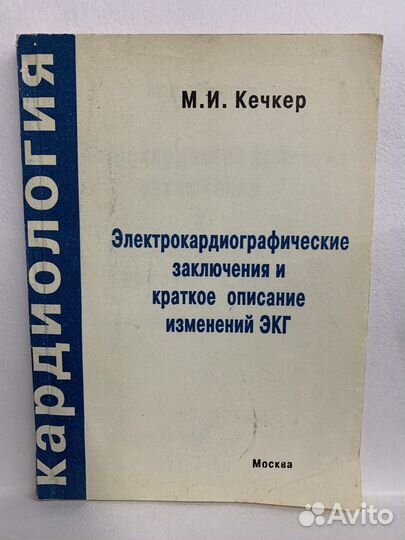 кардиология
М.И. Кечкер
Электрокардиографические
заключения и
краткое описание
изменений ЭКГ
Москва
Avito